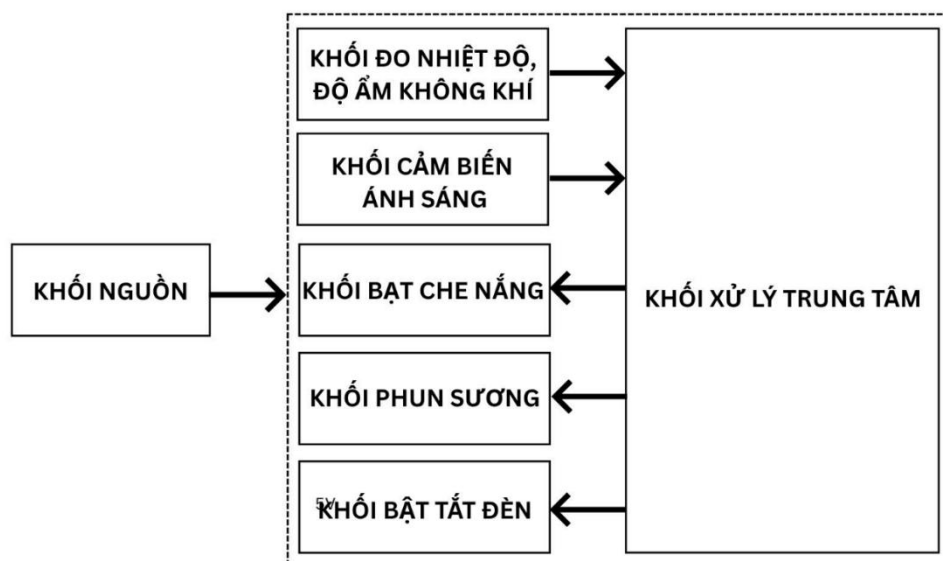 KHỐI ĐO NHIỆT ĐỘ,
ĐỘ ẨM KHÔNG KHÍ
KHỐI CẢM BIẾN
ÁNH SÁNG
KHỐI NGUỒN
KHỐI BẠT CHE NẮNG
KHỐI XỬ LÝ TRUNG TÂM
KHỐI PHUN SƯƠNG
5V
KHỐI BẬT TẮT ĐÈN